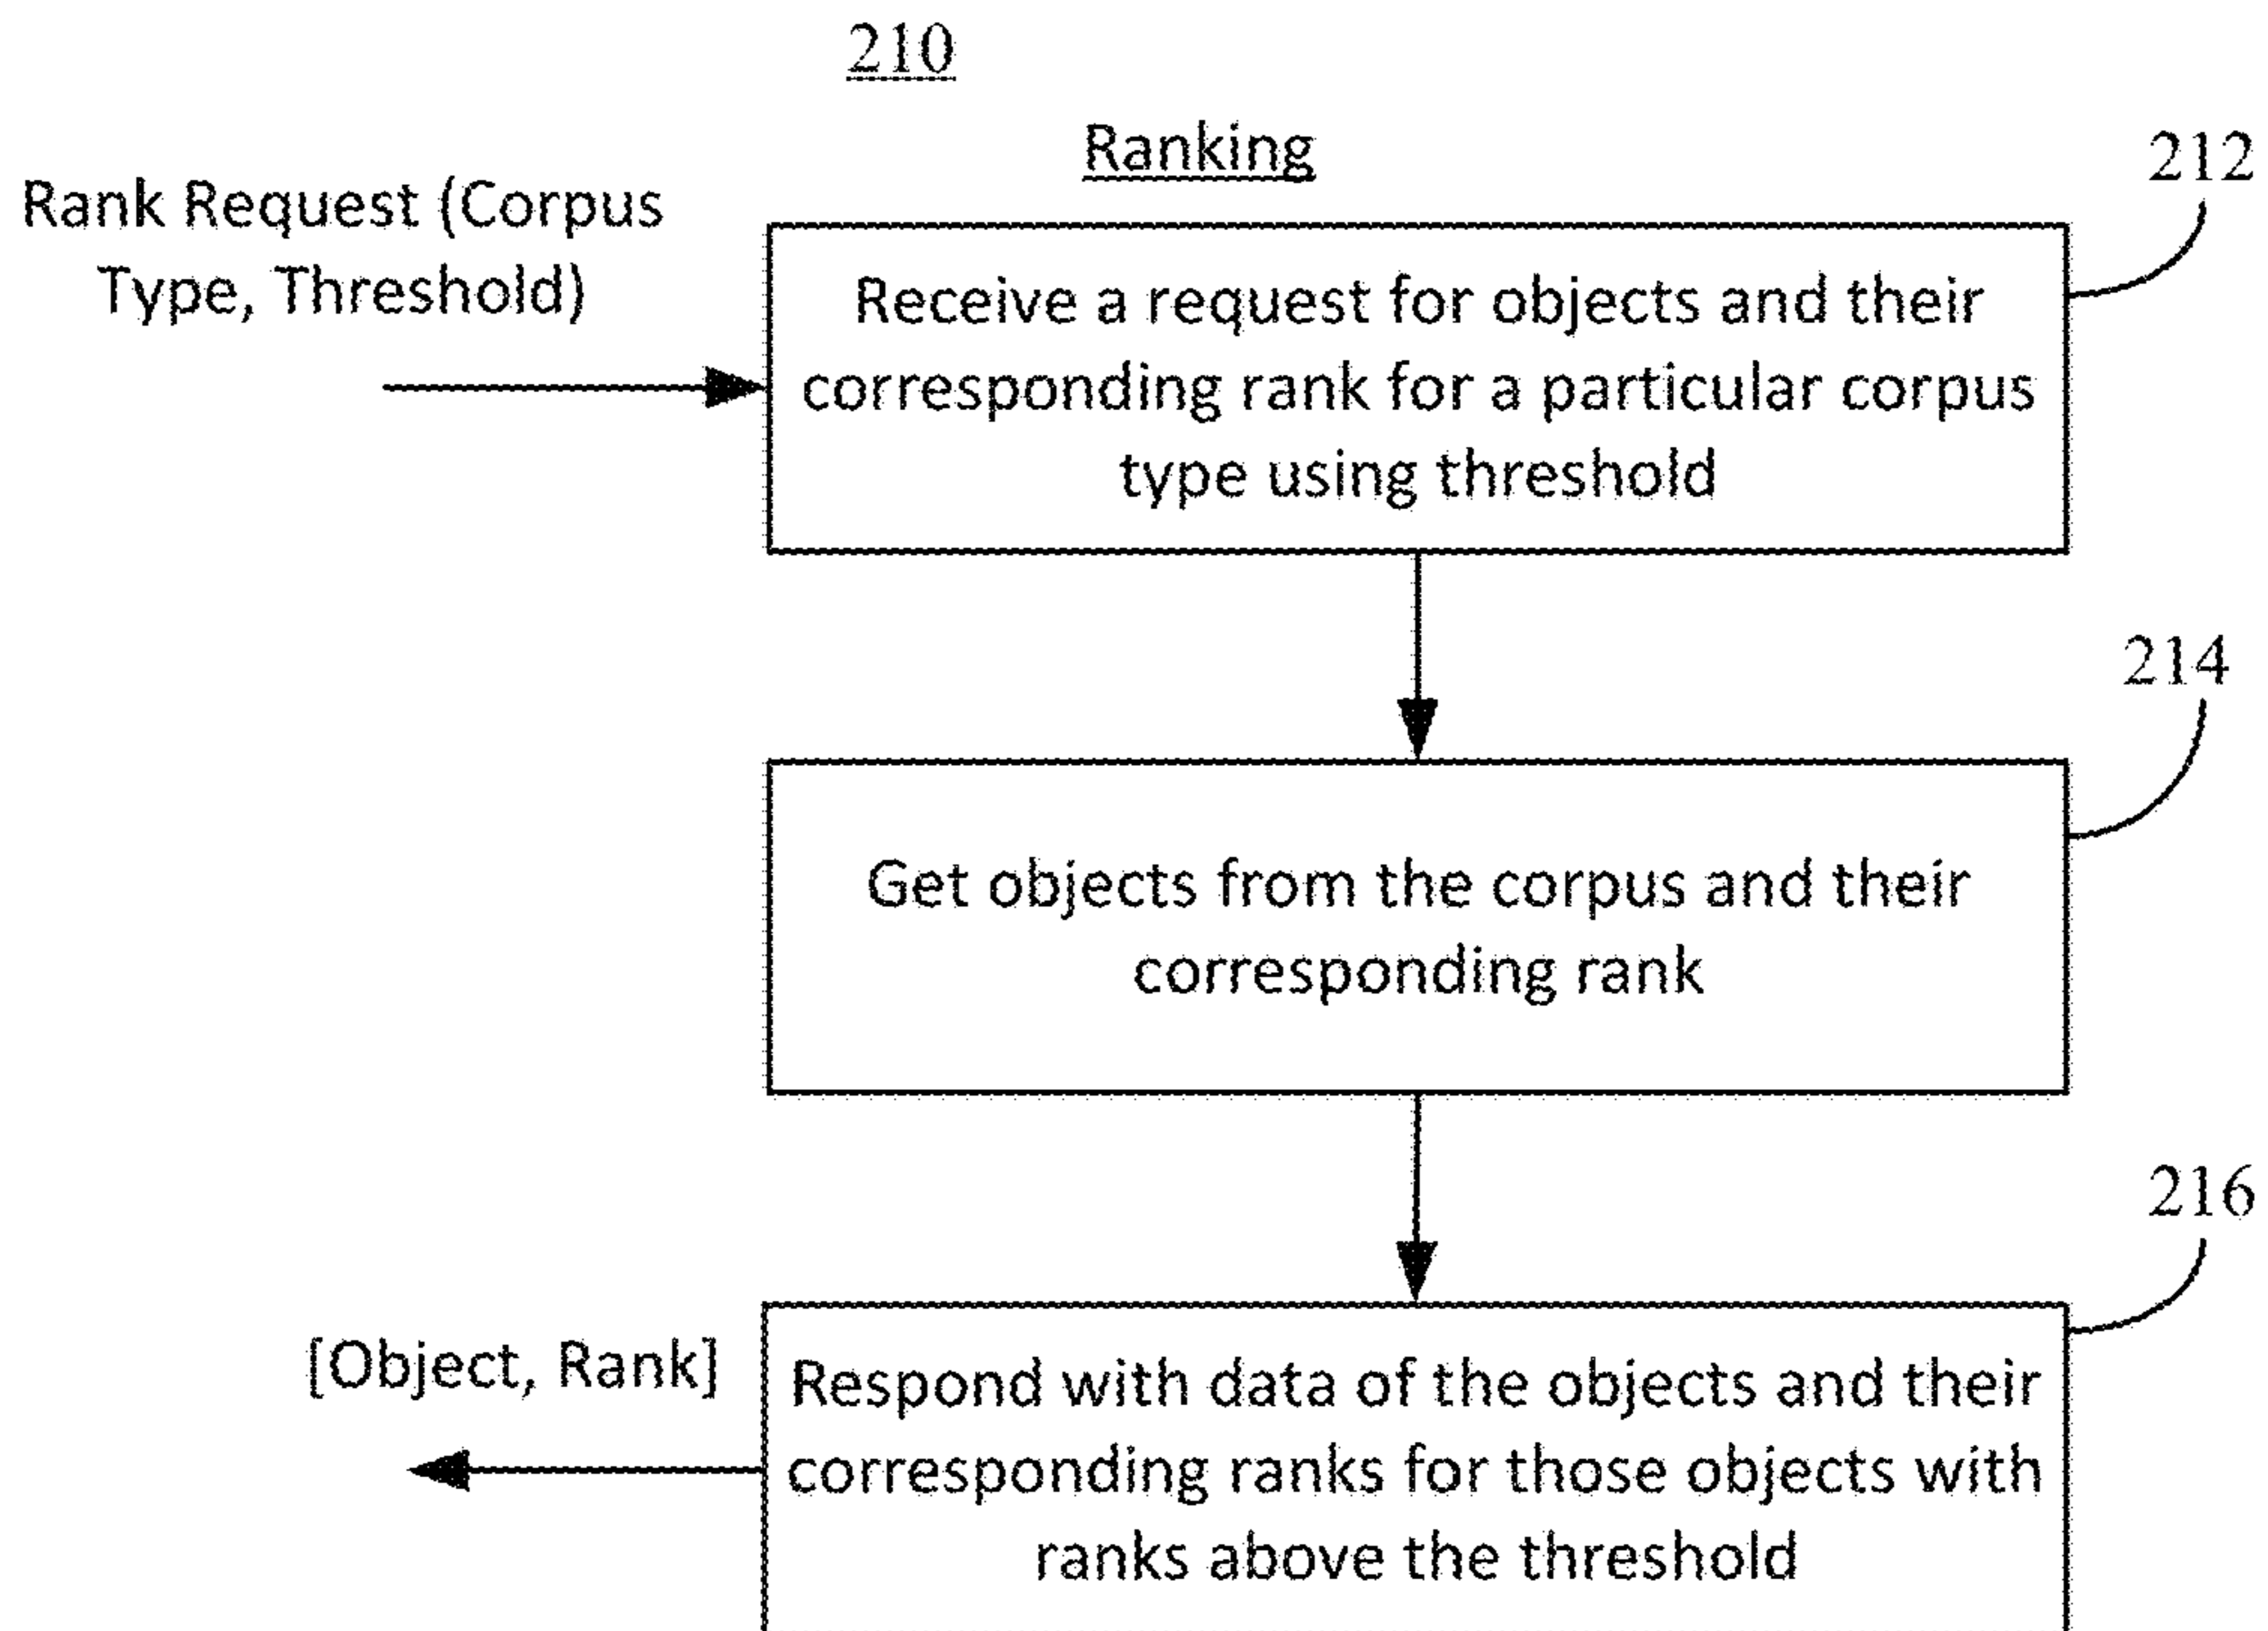 210
Ranking
212
Rank Request (Corpus
Type, Threshold)
Receive a request for objects and their
corresponding rank for a particular corpus
type using threshold
214
Get objects from the corpus and their
corresponding rank
216
[Object, Rank]
Respond with data of the objects and their
corresponding ranks for those objects with
ranks above the threshold